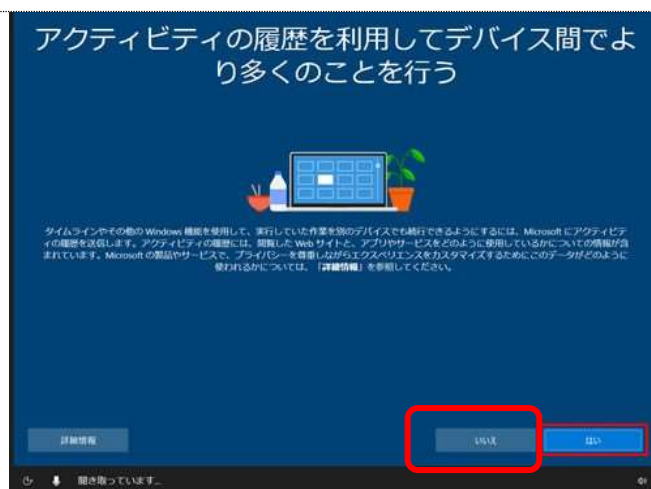 アクティビティの履歴を利用してデバイス間でよ
り多くのことを行う
タイムラインやその他の Windows 機能を使用して、実行していた作業を別のデバイスでも続行できるようにするには、Microsoft にアクティビテ
ィの履歴を送信します。アクティビティの履歴には、閲覧した Web サイトと、アプリやサービスをどのように使用しているかについての情報が含
まれています。Microsoft の製品やサービスで、プライバシーを尊重しながらエクスペリエンスをカスタマイズするためにこのデータがどのように
使われるかについては、「詳細情報」を参照してください。
詳細情報
いいえ
はい
聞き取っています...